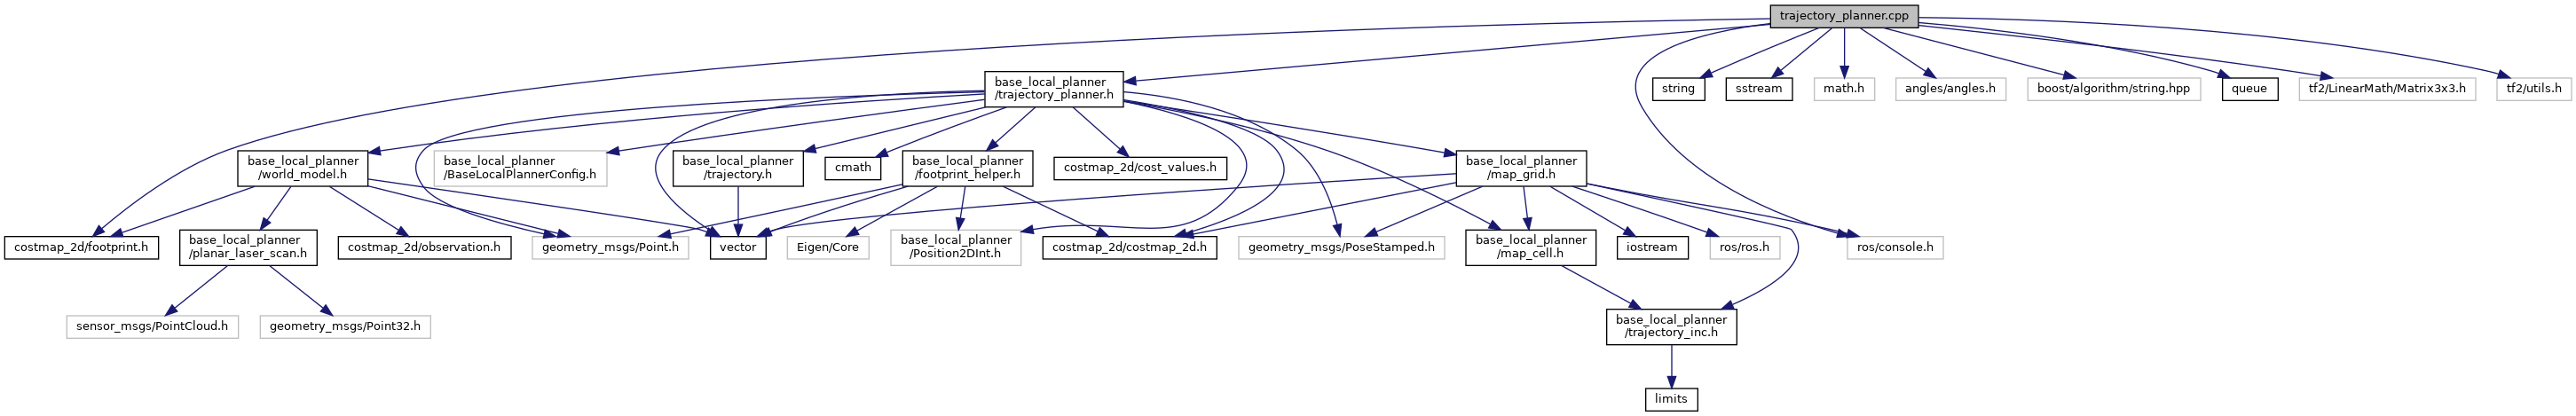 trajectory_planner.cpp
base_local_planner
/trajectory_planner.h
string
sstream
math.h
angles/angles.h
boost/algorithm/string.hpp
queue
tf2/LinearMath/Matrix3x3.h
tf2/utils.h
base_local_planner
/world_model.h
base_local_planner
/BaseLocalPlannerConfig.h
base_local_planner
/trajectory.h
cmath
base_local_planner
/footprint_helper.h
costmap_2d/cost_values.h
base_local_planner
/map_grid.h
costmap_2d/footprint.h
base_local_planner
/planar_laser_scan.h
costmap_2d/observation.h
geometry_msgs/Point.h
vector
Eigen/Core
base_local_planner
/Position2DInt.h
costmap_2d/costmap_2d.h
geometry_msgs/PoseStamped.h
base_local_planner
/map_cell.h
iostream
ros/ros.h
ros/console.h
sensor_msgs/PointCloud.h
geometry_msgs/Point32.h
base_local_planner
/trajectory_inc.h
limits